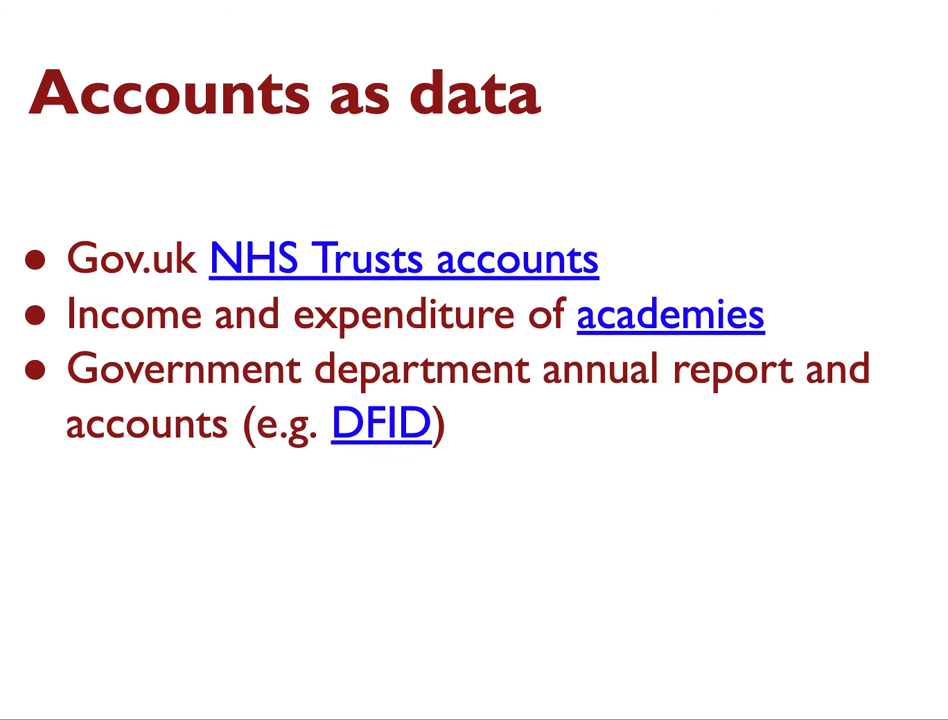 Accounts as data
● Gov.uk NHS Trusts accounts
● Income and expenditure of academies
● Government department annual report and
accounts (e.g. DFID)